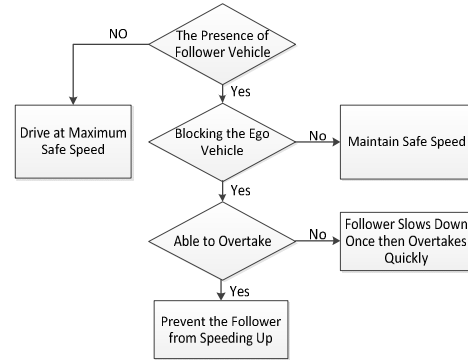 The Presence of
Follower Vehicle
NO
Yes
Drive at Maximum
Safe Speed
Blocking the Ego
Vehicle
No
Maintain Safe Speed
Yes
Able to Overtake
No
Follower Slows Down
Once then Overtakes
Quickly
Yes
Prevent the Follower
from Speeding Up